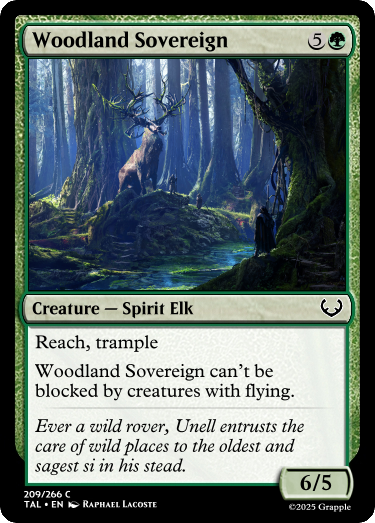 Woodland Sovereign 5
Creature — Spirit Elk
Reach, trample
Woodland Sovereign can't be
blocked by creatures with flying.
Ever a wild rover, Unell entrusts the
care of wild places to the oldest and
sagest si in his stead.
6/5
209/266 C
TAL • EN Raphael Lacoste
©2025 Grapple